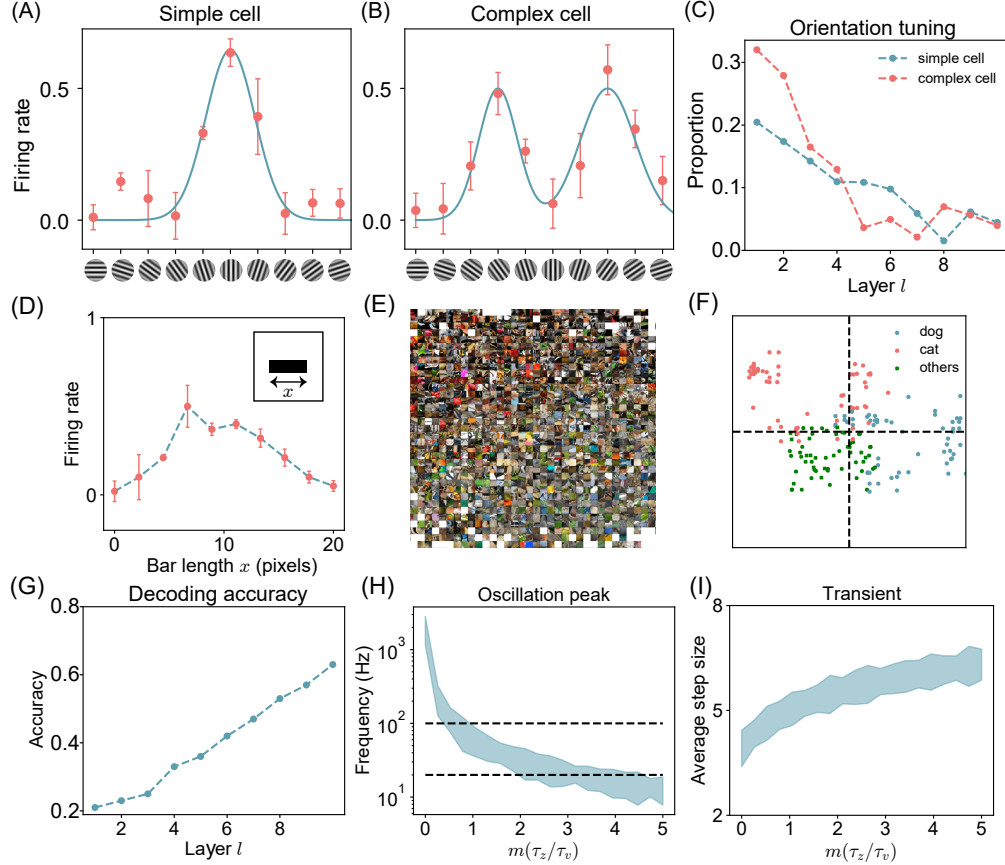 (A) Simple cell
Firing rate
0.5
0.0
(B) Complex cell
0.5
0.0
(C) Orientation tuning
simple cell
complex cell
Proportion
0.3
0.2
0.1
0.0
2 4 6 8
Layer l
(D)
Firing rate
1
0
x
0 10 20
Bar length x (pixels)
(E)
(F)
dog
cat
others
(G) Decoding accuracy
Accuracy
0.8
0.6
0.4
0.2
2 4 6 8
Layer l
(H) Oscillation peak
Frequency (Hz)
10³
10²
10¹
0 1 2 3 4 5
m(τ_z/τ_v)
(I) Transient
Average step size
8
5
2
0 1 2 3 4 5
m(τ_z/τ_v)